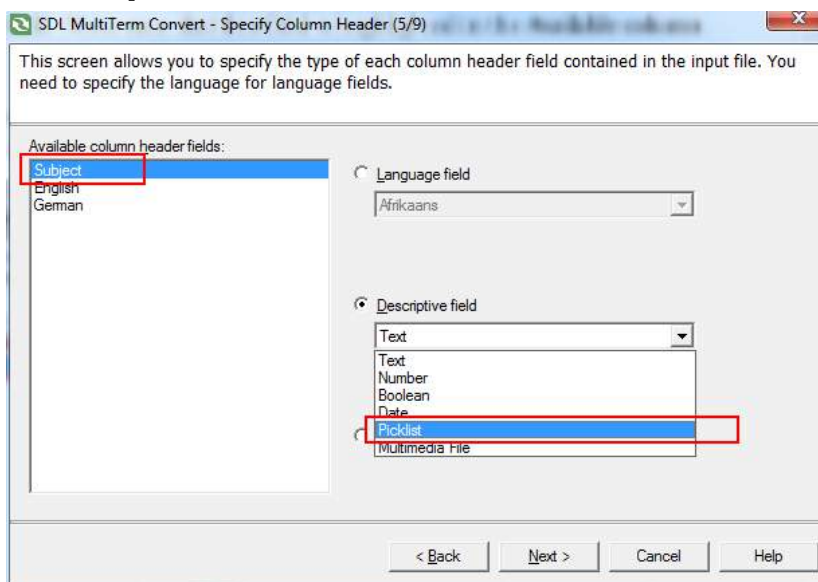 SDL MultiTerm Convert - Specify Column Header (5/9)
This screen allows you to specify the type of each column header field contained in the input file. You
need to specify the language for language fields.
Available column header fields:
Subject
English
German
Language field
Afrikaans
Descriptive field
Text
Text
Number
Boolean
Date
Picklist
Multimedia File
< Back
Next >
Cancel
Help